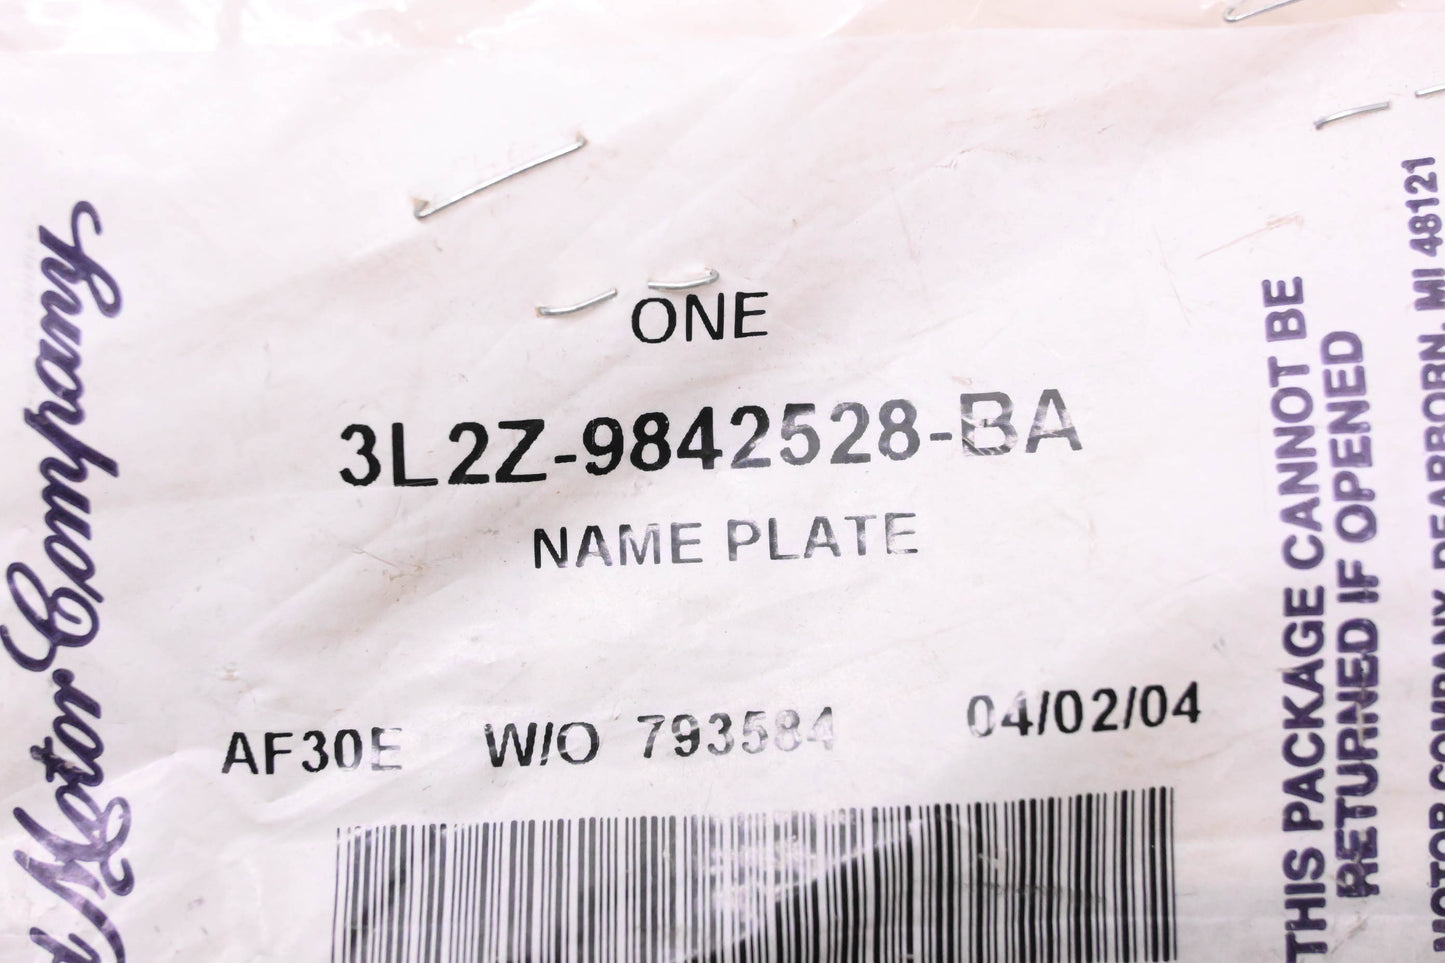 ONE
3L2Z-9842528-BA
NAME PLATE
AF30E W/O 793584 04/02/04
Motor Company
THIS PACKAGE CANNOT BE
RETURNED IF OPENED
MOTOR COMPANY, DEARBORN, MI 48121